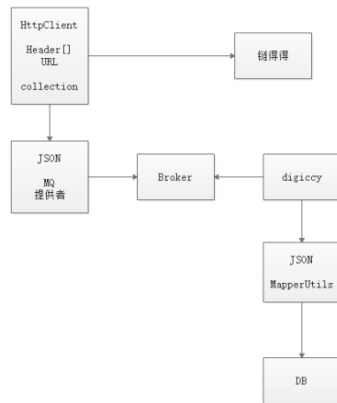 HttpClient
Header[]
URL
collection
链得得
JSON
MQ
提供者
Broker
digiccy
JSON
MapperUtils
DB